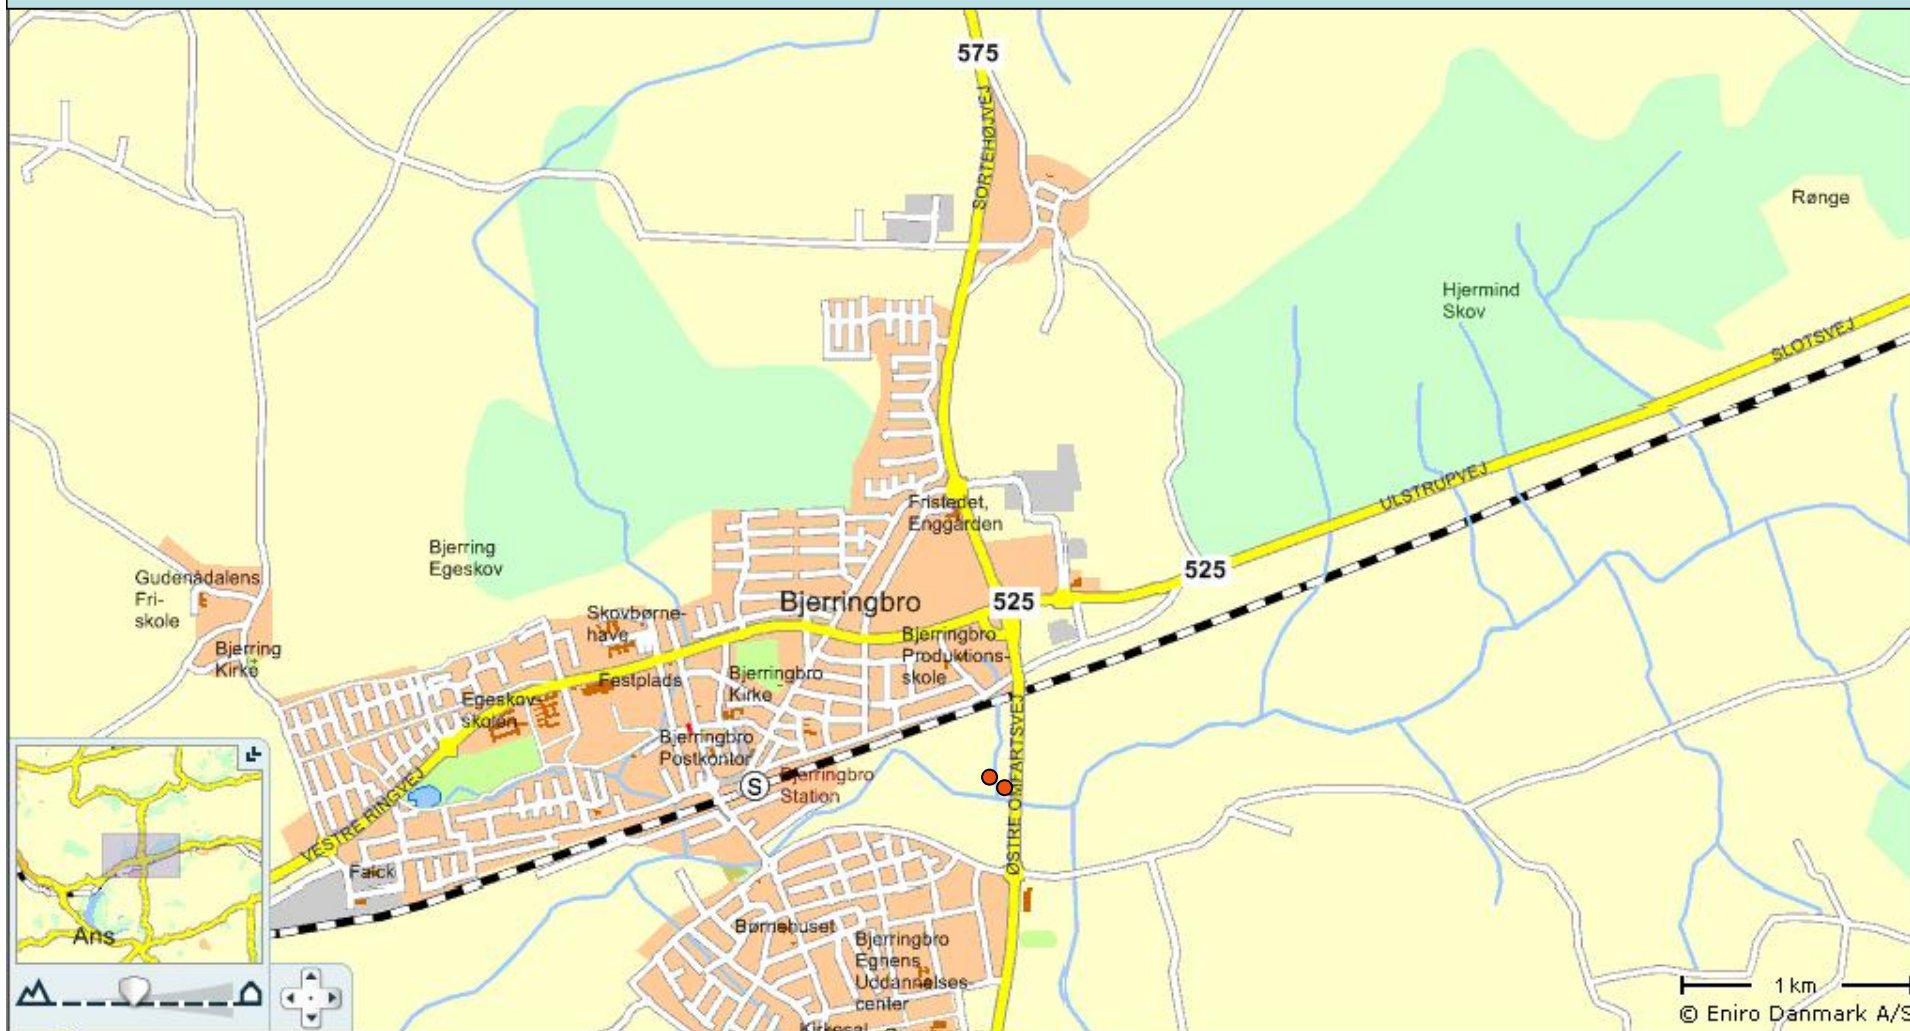 575
SORTEHØJVEJ
Rønge
Hjermind
Skov
SLOTSVEJ
ULSTRUPVEJ
Fristedet,
Enggården
Bjerring
Egeskov
525
525
Gudenådalens
Fri-
skole
Bjerringbro
Skovbørne-
have
Bjerringbro
Produktions-
skole
Bjerring
Kirke
Bjerringbro
Kirke
Festplads
Egeskov-
skolen
Bjerringbro
Postkontor
S
Bjerringbro
Station
ØSTRE OMFARTSVEJ
VESTRE RINGVEJ
Falck
Børnehuset
Bjerringbro
Egnens
Uddannelses-
center
Kirkesal
Ans
1 km
© Eniro Danmark A/S